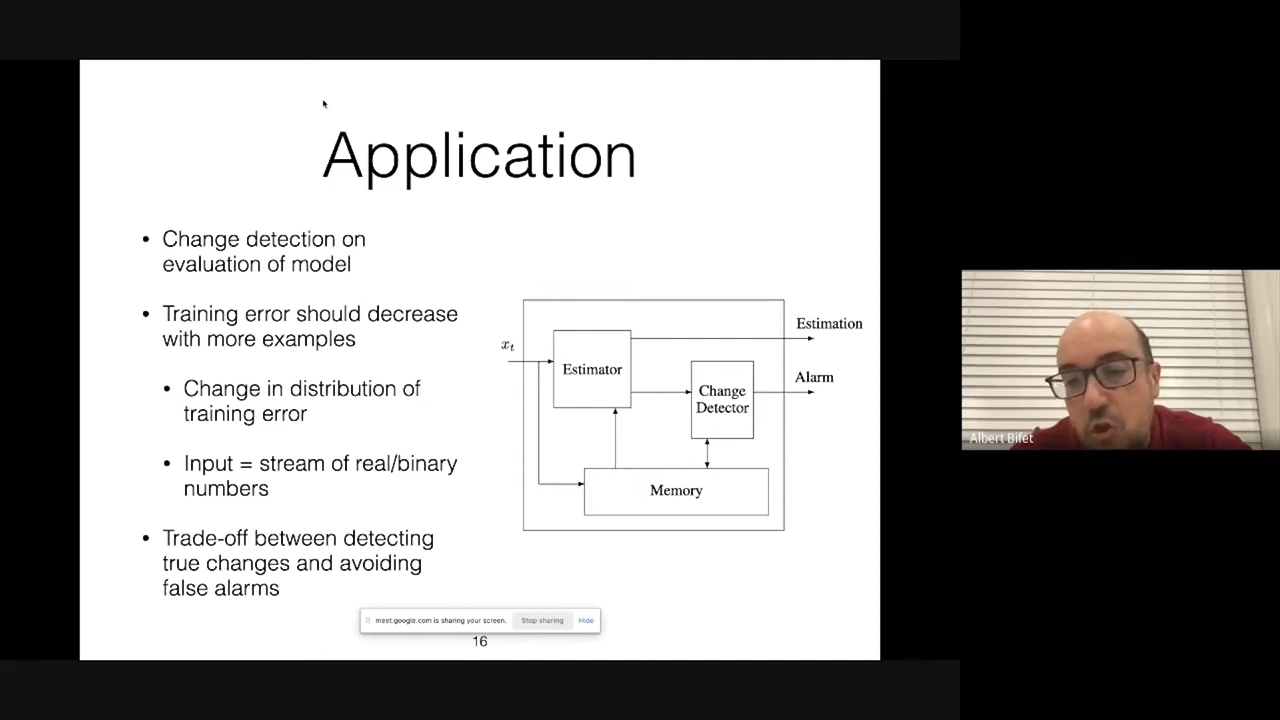 Application
• Change detection on
evaluation of model
• Training error should decrease
with more examples
• Change in distribution of
training error
• Input = stream of real/binary
numbers
• Trade-off between detecting
true changes and avoiding
false alarms
x_t
Estimator
Change
Detector
Memory
Estimation
Alarm
meet.google.com is sharing your screen.
Stop sharing
Hide
16
Albert Bifet